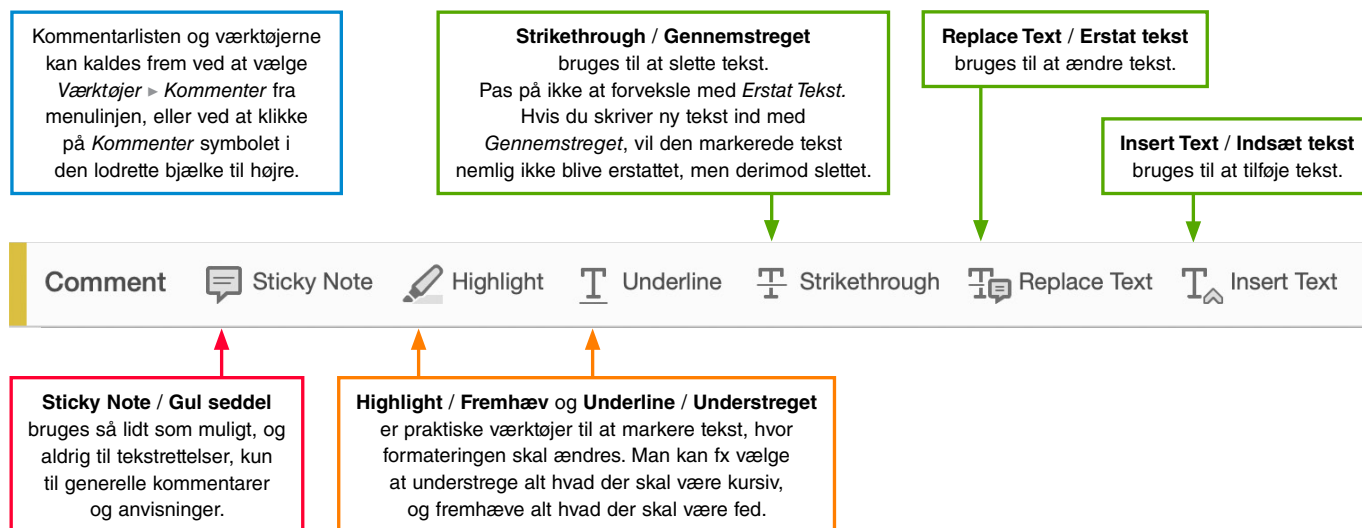 Kommentarlisten og værktøjerne
kan kaldes frem ved at vælge
Værktøjer ▸ Kommenter fra
menulinjen, eller ved at klikke
på Kommenter symbolet i
den lodrette bjælke til højre.
Strikethrough / Gennemstreget
bruges til at slette tekst.
Pas på ikke at forveksle med Erstat Tekst.
Hvis du skriver ny tekst ind med
Gennemstreget, vil den markerede tekst
nemlig ikke blive erstattet, men derimod slettet.
Replace Text / Erstat tekst
bruges til at ændre tekst.
Insert Text / Indsæt tekst
bruges til at tilføje tekst.
Comment Sticky Note Highlight Underline Strikethrough Replace Text Insert Text
Sticky Note / Gul seddel
bruges så lidt som muligt, og
aldrig til tekstrettelser, kun
til generelle kommentarer
og anvisninger.
Highlight / Fremhæv og Underline / Understreget
er praktiske værktøjer til at markere tekst, hvor
formateringen skal ændres. Man kan fx vælge
at understrege alt hvad der skal være kursiv,
og fremhæve alt hvad der skal være fed.